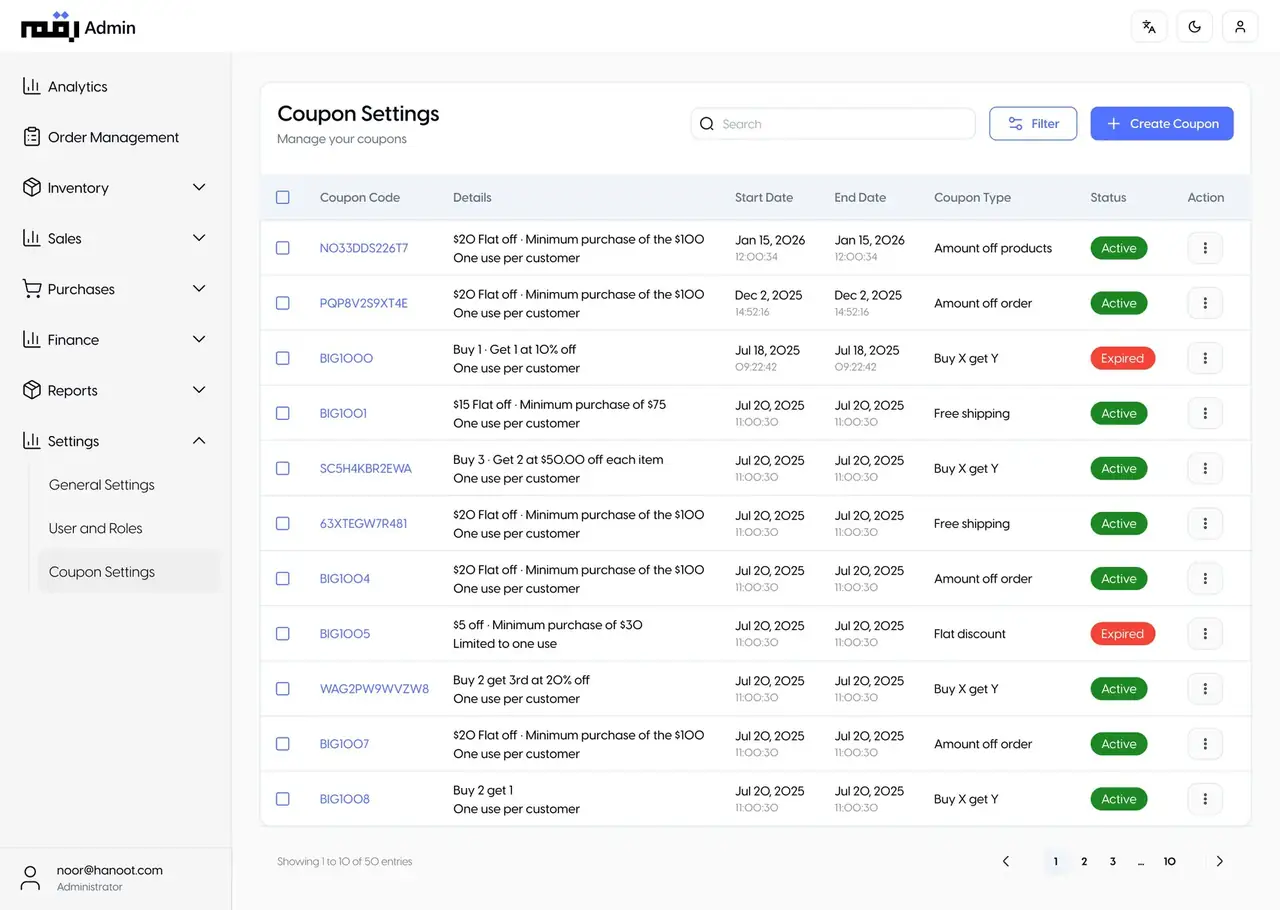 رقمي Admin
Analytics
Order Management
Inventory
Sales
Purchases
Finance
Reports
Settings
General Settings
User and Roles
Coupon Settings
noor@hanoot.com
Administrator
Coupon Settings
Manage your coupons
Search
Filter
Create Coupon
Coupon Code Details Start Date End Date Coupon Type Status Action
NO33DDS226T7 $20 Flat off · Minimum purchase of the $100 Jan 15, 2026 Jan 15, 2026 Amount off products Active
One use per customer 12:00:34 12:00:34
PQP8V2S9XT4E $20 Flat off · Minimum purchase of the $100 Dec 2, 2025 Dec 2, 2025 Amount off order Active
One use per customer 14:52:16 14:52:16
BIG1000 Buy 1 · Get 1 at 10% off Jul 18, 2025 Jul 18, 2025 Buy X get Y Expired
One use per customer 09:22:42 09:22:42
BIG1001 $15 Flat off · Minimum purchase of $75 Jul 20, 2025 Jul 20, 2025 Free shipping Active
One use per customer 11:00:30 11:00:30
SC5H4KBR2EWA Buy 3 · Get 2 at $50.00 off each item Jul 20, 2025 Jul 20, 2025 Buy X get Y Active
One use per customer 11:00:30 11:00:30
63XTEGW7R481 $20 Flat off · Minimum purchase of the $100 Jul 20, 2025 Jul 20, 2025 Free shipping Active
One use per customer 11:00:30 11:00:30
BIG1004 $20 Flat off · Minimum purchase of the $100 Jul 20, 2025 Jul 20, 2025 Amount off order Active
One use per customer 11:00:30 11:00:30
BIG1005 $5 off · Minimum purchase of $30 Jul 20, 2025 Jul 20, 2025 Flat discount Expired
Limited to one use 11:00:30 11:00:30
WAG2PW9WVZW8 Buy 2 get 3rd at 20% off Jul 20, 2025 Jul 20, 2025 Buy X get Y Active
One use per customer 11:00:30 11:00:30
BIG1007 $20 Flat off · Minimum purchase of the $100 Jul 20, 2025 Jul 20, 2025 Amount off order Active
One use per customer 11:00:30 11:00:30
BIG1008 Buy 2 get 1 Jul 20, 2025 Jul 20, 2025 Buy X get Y Active
One use per customer 11:00:30 11:00:30
Showing 1 to 10 of 50 entries 1 2 3 ... 10